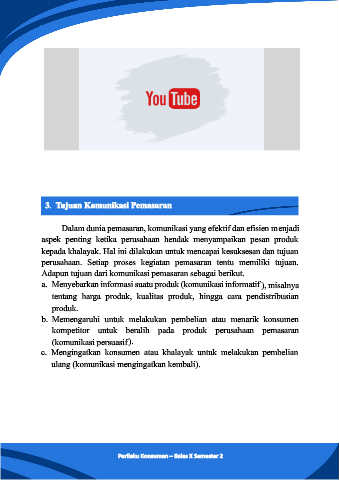 YouTube
3. Tujuan Komunikasi Pemasaran
Dalam dunia pemasaran, komunikasi yang efektif dan efisien menjadi
aspek penting ketika perusahaan hendak menyampaikan pesan produk
kepada khalayak. Hal ini dilakukan untuk mencapai kesuksesan dan tujuan
perusahaan. Setiap proses kegiatan pemasaran tentu memiliki tujuan.
Adapun tujuan dari komunikasi pemasaran sebagai berikut.
a. Menyebarkan informasi suatu produk (komunikasi informatif), misalnya
tentang harga produk, kualitas produk, hingga cara pendistribusian
produk.
b. Memengaruhi untuk melakukan pembelian atau menarik konsumen
kompetitor untuk beralih pada produk perusahaan pemasaran
(komunikasi persuasif).
c. Mengingatkan konsumen atau khalayak untuk melakukan pembelian
ulang (komunikasi mengingatkan kembali).
Perilaku Konsumen – Kelas X Semester 2